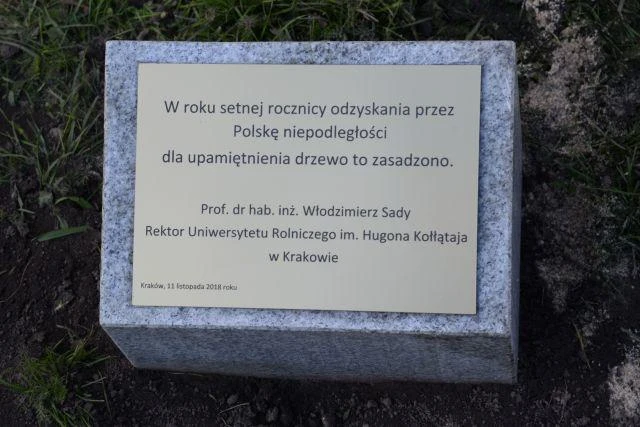 W roku setnej rocznicy odzyskania przez
Polskę niepodległości
dla upamiętnienia drzewo to zasadzono.
Prof. dr hab. inż. Włodzimierz Sady
Rektor Uniwersytetu Rolniczego im. Hugona Kołłątaja
w Krakowie
Kraków, 11 listopada 2018 roku